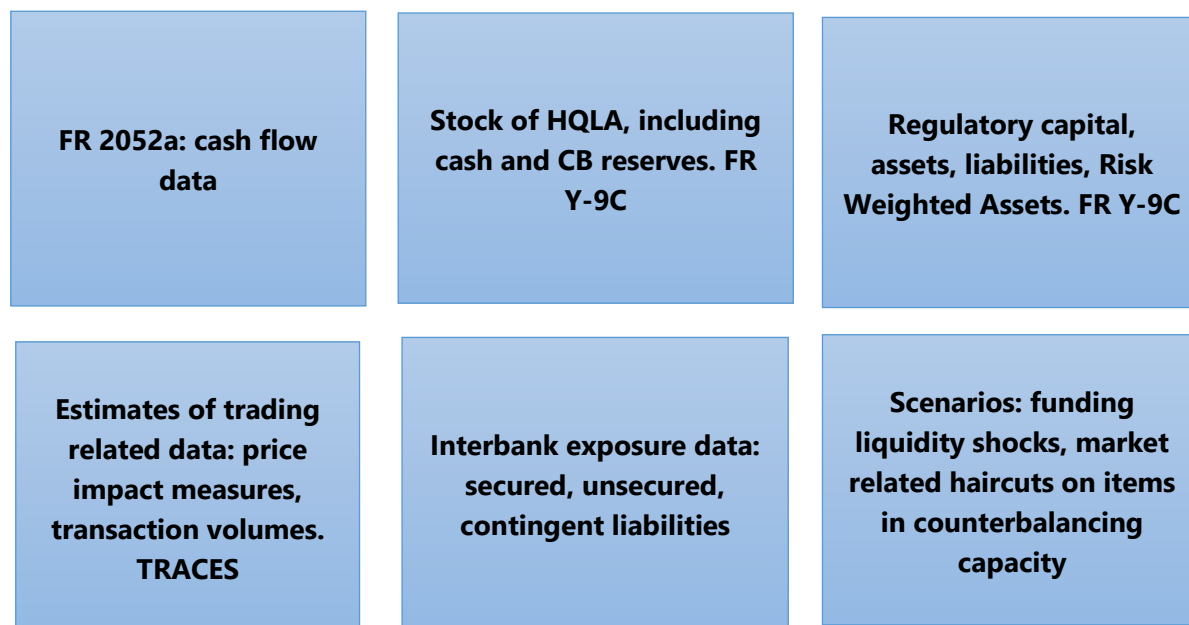 FR 2052a: cash flow
data
Stock of HQLA, including
cash and CB reserves. FR
Y-9C
Regulatory capital,
assets, liabilities, Risk
Weighted Assets. FR Y-9C
Estimates of trading
related data: price
impact measures,
transaction volumes.
TRACES
Interbank exposure data:
secured, unsecured,
contingent liabilities
Scenarios: funding
liquidity shocks, market
related haircuts on items
in counterbalancing
capacity